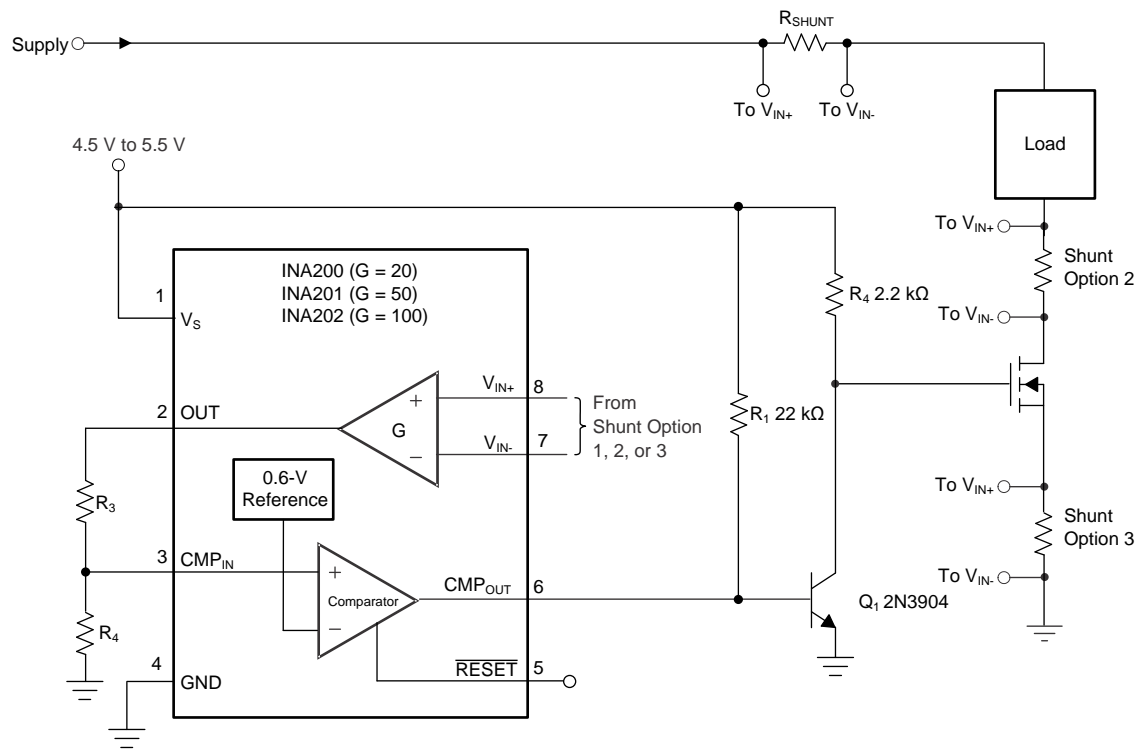 R_SHUNT
Supply
To V_IN+
To V_IN-
4.5 V to 5.5 V
Load
To V_IN+
Shunt
Option 2
To V_IN-
INA200 (G = 20)
INA201 (G = 50)
INA202 (G = 100)
1
V_S
R_4 2.2 kΩ
2
OUT
+
G
−
V_IN+
8
V_IN-
7
From
Shunt Option
1, 2, or 3
R_1 22 kΩ
0.6-V
Reference
R_3
3
CMP_IN
+
Comparator
−
CMP_OUT
6
To V_IN+
Shunt
Option 3
To V_IN-
Q_1 2N3904
R_4
4
GND
RESET
5